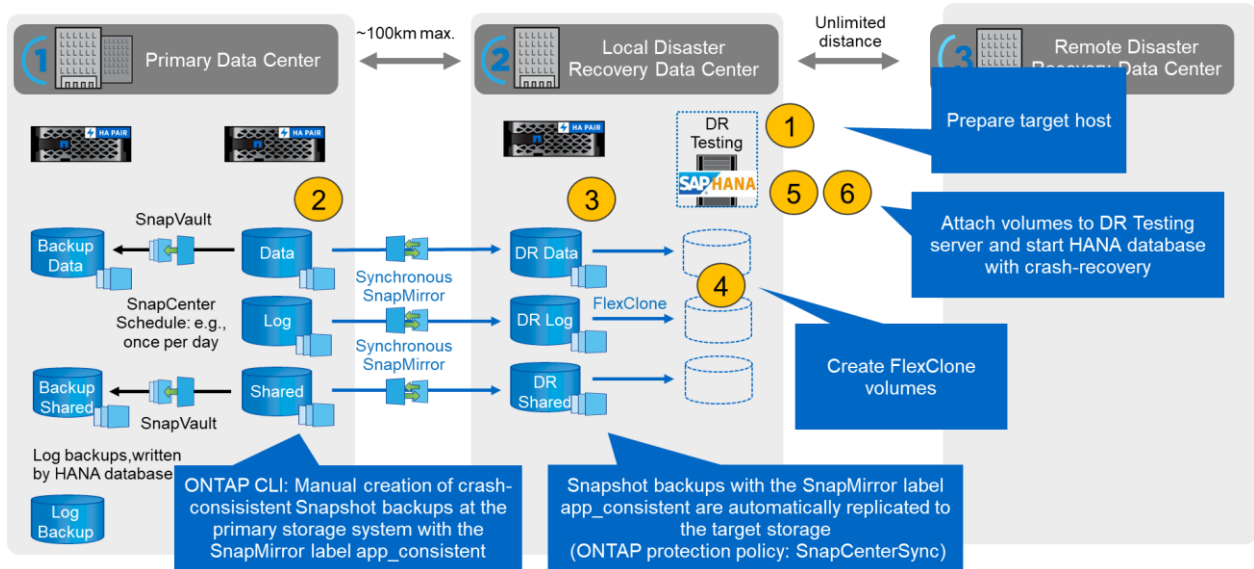 1
Primary Data Center
~100km max.
2
Local Disaster
Recovery Data Center
Unlimited
distance
3
Remote Disaster
Recovery Data Center
HA PAIR
HA PAIR
HA PAIR
DR
Testing
SAP HANA
1
Prepare target host
2
3
5
6
Attach volumes to DR Testing
server and start HANA database
with crash-recovery
SnapVault
Backup
Data
Data
Synchronous
SnapMirror
DR Data
4
SnapCenter
Schedule: e.g.,
once per day
Log
Synchronous
SnapMirror
DR Log
FlexClone
Create FlexClone
volumes
Backup
Shared
SnapVault
Shared
DR
Shared
Log backups,written
by HANA database
Log
Backup
ONTAP CLI: Manual creation of crash-
consisistent Snapshot backups at the
primary storage system with the
SnapMirror label app_consistent
Snapshot backups with the SnapMirror label
app_consistent are automatically replicated to
the target storage
(ONTAP protection policy: SnapCenterSync)